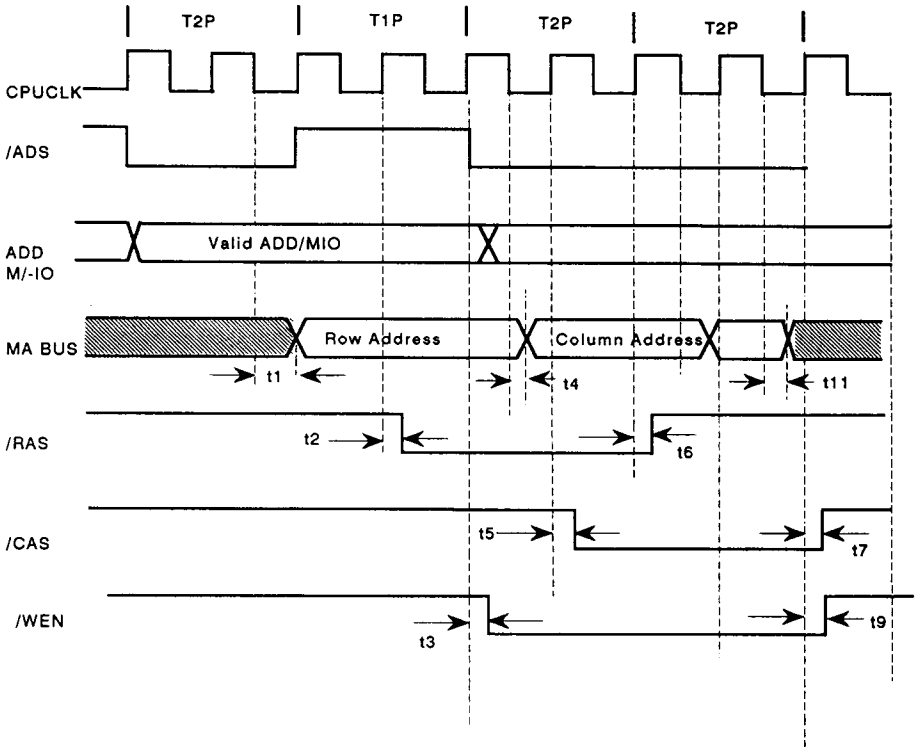 T2P T1P T2P T2P
CPUCLK
/ADS
Valid ADD/MIO
ADD
M/-IO
Row Address Column Address
MA BUS
t1 t4 t11
t2
/RAS
t6
t5
/CAS
t7
/WEN
t9
t3